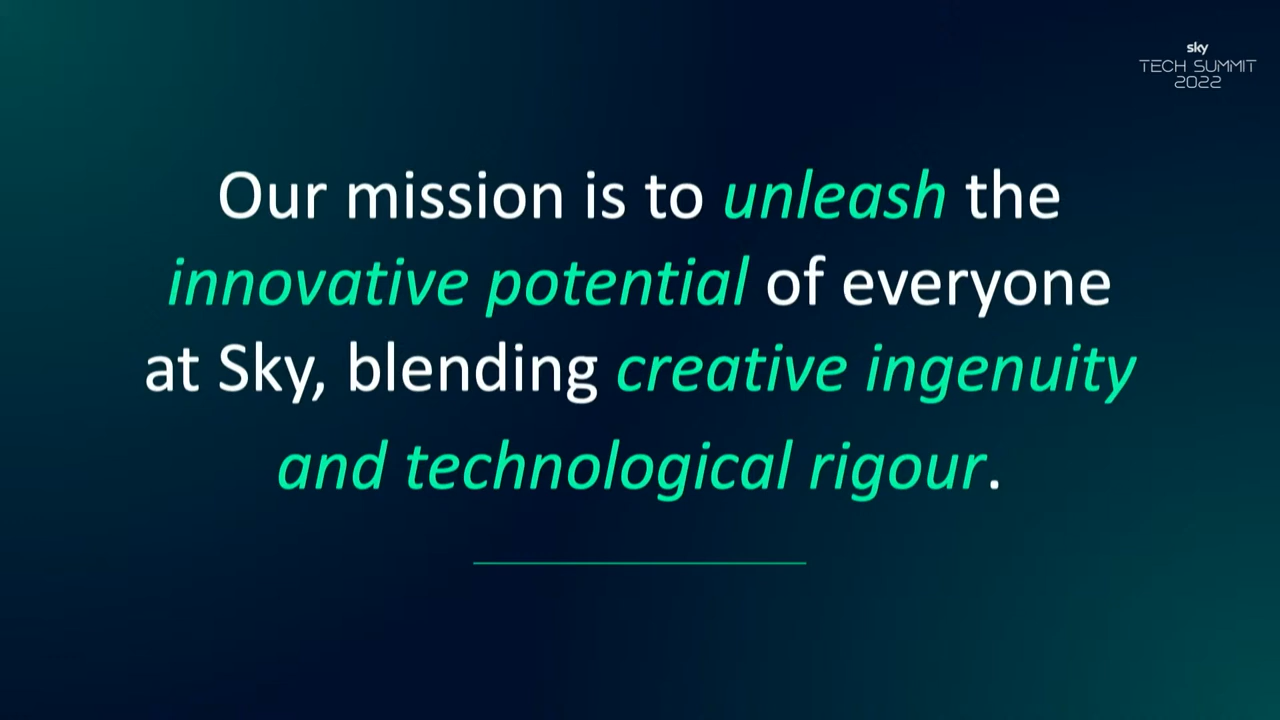 sky
TECH SUMMIT
2022
Our mission is to unleash the
innovative potential of everyone
at Sky, blending creative ingenuity
and technological rigour.